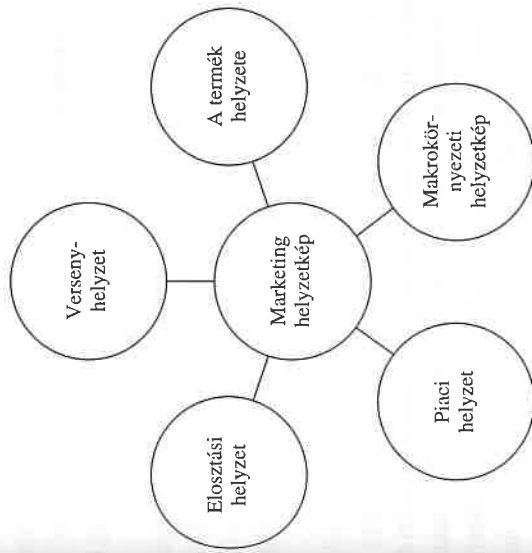 Verseny-
helyzet
Elosztási
helyzet
A termék
helyzete
Marketing
helyzetkép
Piaci
helyzet
Makrokör-
nyezeti
helyzetkép